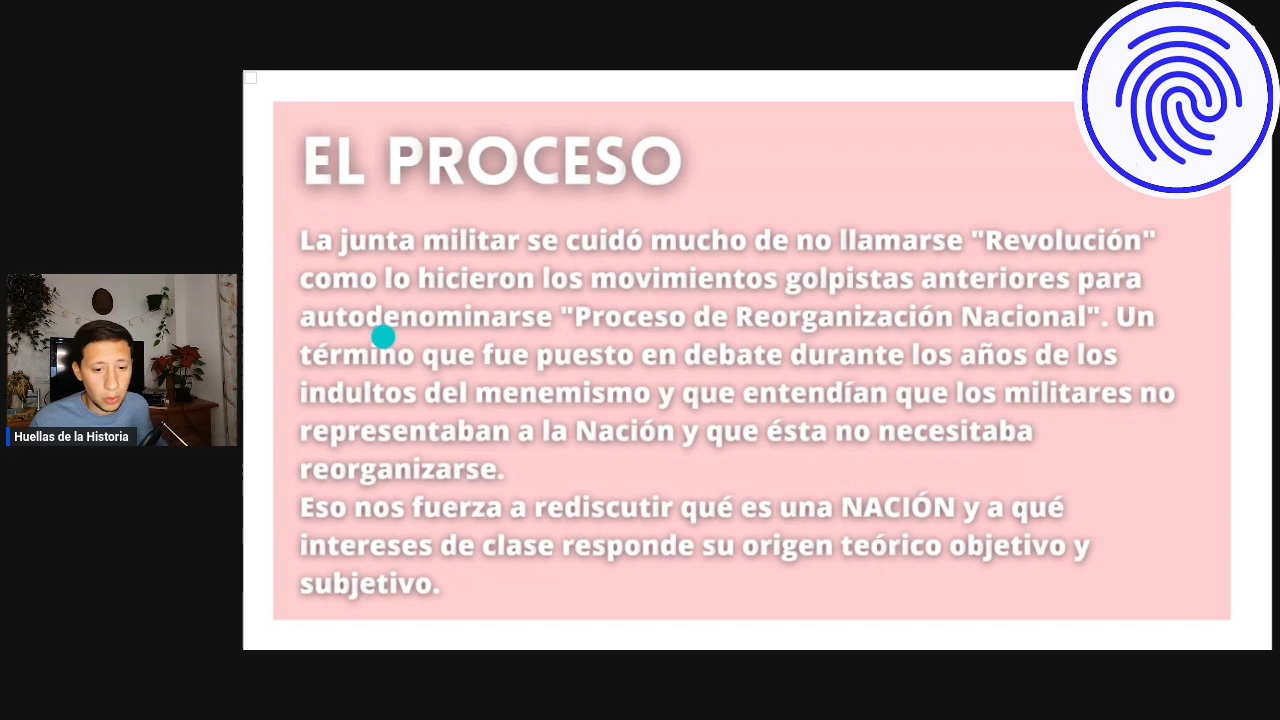 EL PROCESO
La junta militar se cuidó mucho de no llamarse "Revolución"
como lo hicieron los movimientos golpistas anteriores para
autodenominarse "Proceso de Reorganización Nacional". Un
término que fue puesto en debate durante los años de los
indultos del menemismo y que entendían que los militares no
representaban a la Nación y que ésta no necesitaba
reorganizarse.
Eso nos fuerza a rediscutir qué es una NACIÓN y a qué
intereses de clase responde su origen teórico objetivo y
subjetivo.
Huellas de la Historia